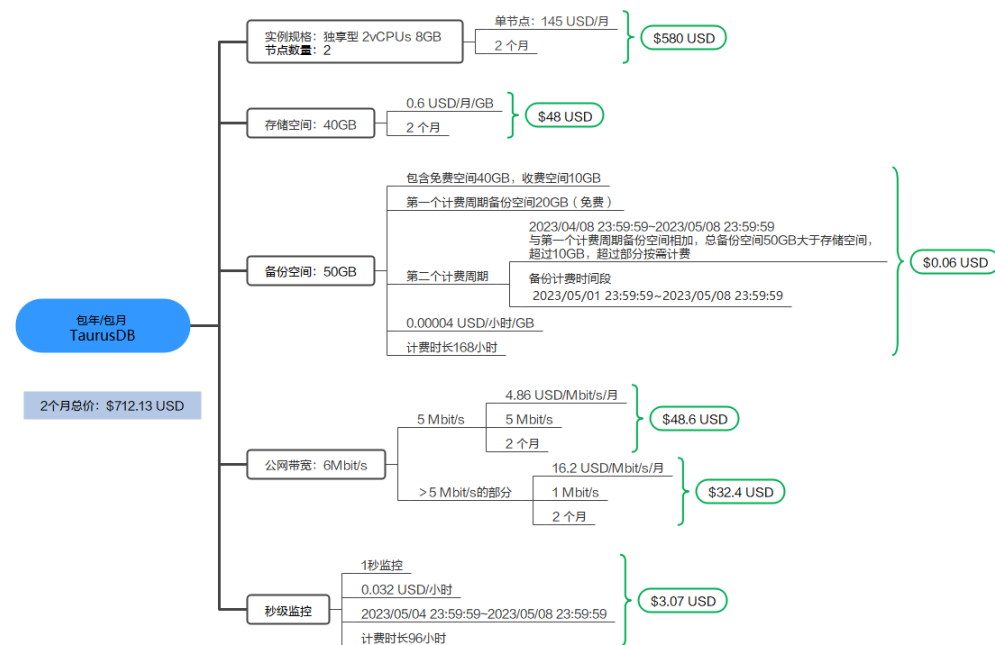 包年/包月
TaurusDB
2个月总价：$712.13 USD
实例规格：独享型 2vCPUs 8GB
节点数量：2
单节点：145 USD/月
2 个月
$580 USD
存储空间：40GB
0.6 USD/月/GB
2 个月
$48 USD
备份空间：50GB
包含免费空间40GB，收费空间10GB
第一个计费周期备份空间20GB（免费）
第二个计费周期
2023/04/08 23:59:59~2023/05/08 23:59:59
与第一个计费周期备份空间相加，总备份空间50GB大于存储空间，
超过10GB，超过部分按需计费
备份计费时间段
2023/05/01 23:59:59~2023/05/08 23:59:59
0.00004 USD/小时/GB
计费时长168小时
$0.06 USD
公网带宽：6Mbit/s
5 Mbit/s
4.86 USD/Mbit/s/月
5 Mbit/s
2 个月
$48.6 USD
＞5 Mbit/s的部分
16.2 USD/Mbit/s/月
1 Mbit/s
2 个月
$32.4 USD
秒级监控
1秒监控
0.032 USD/小时
2023/05/04 23:59:59~2023/05/08 23:59:59
计费时长96小时
$3.07 USD